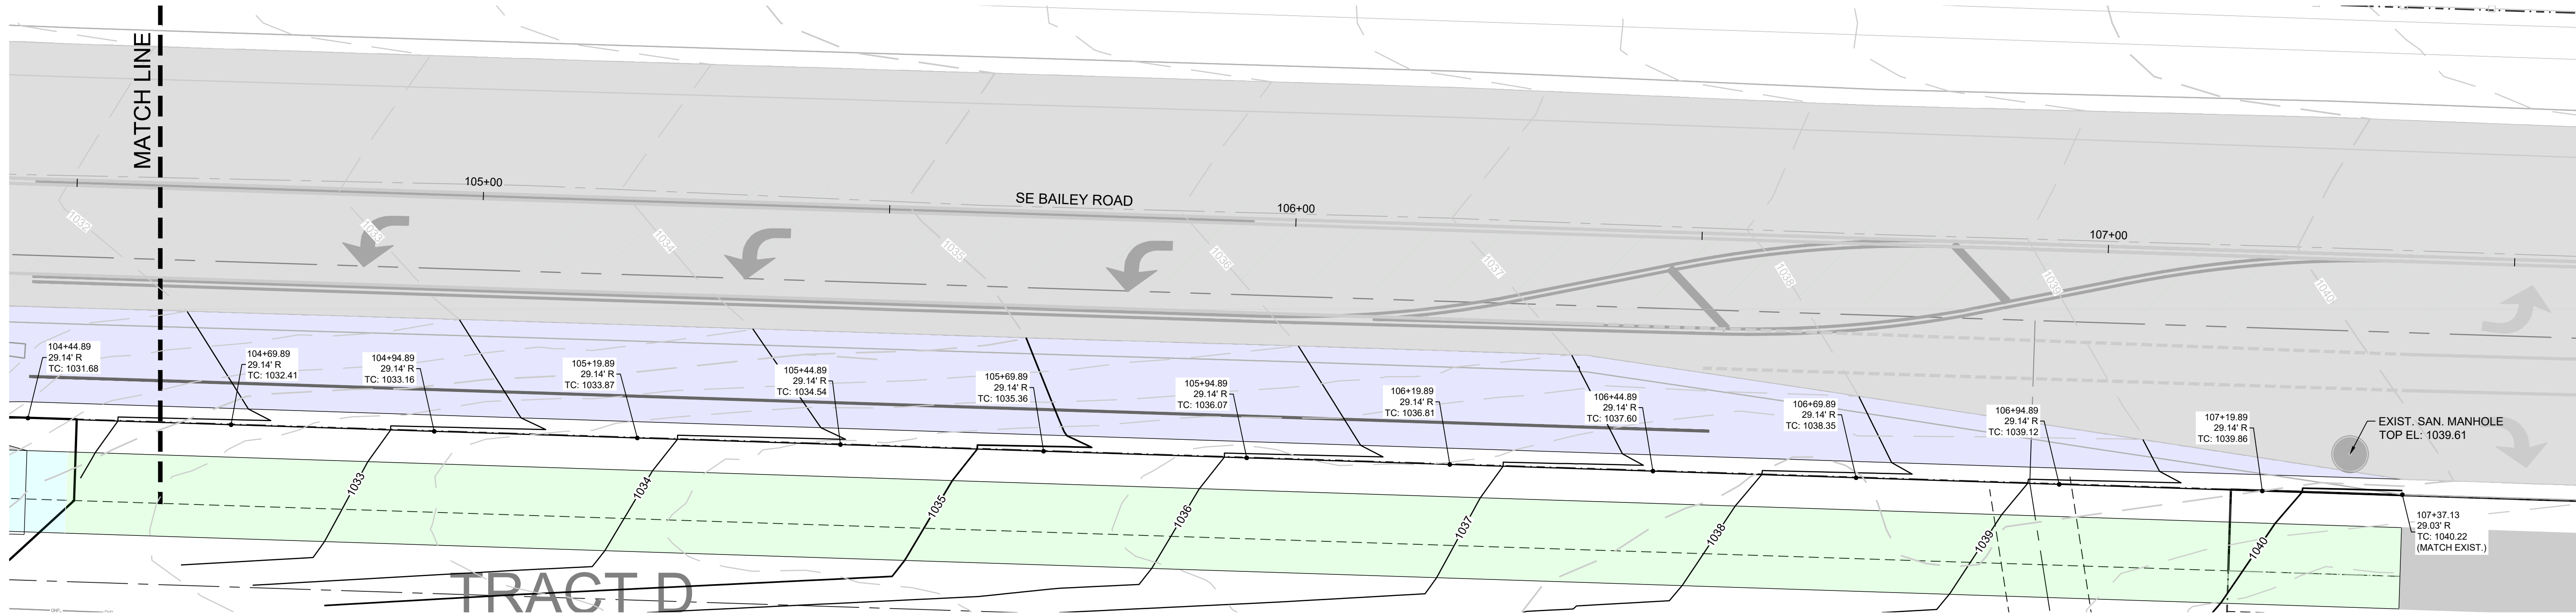 MATCH LINE
105+00
SE BAILEY ROAD
106+00
107+00
1032
1033
1034
1035
1036
1037
1038
1039
1040
104+44.89
29.14' R
TC: 1031.68
104+69.89
29.14' R
TC: 1032.41
104+94.89
29.14' R
TC: 1033.16
105+19.89
29.14' R
TC: 1033.87
105+44.89
29.14' R
TC: 1034.54
105+69.89
29.14' R
TC: 1035.36
105+94.89
29.14' R
TC: 1036.07
106+19.89
29.14' R
TC: 1036.81
106+44.89
29.14' R
TC: 1037.60
106+69.89
29.14' R
TC: 1038.35
106+94.89
29.14' R
TC: 1039.12
107+19.89
29.14' R
TC: 1039.86
EXIST. SAN. MANHOLE
TOP EL: 1039.61
1033
1034
1035
1036
1037
1038
1039
1040
107+37.13
29.03' R
TC: 1040.22
(MATCH EXIST.)
TRACT D